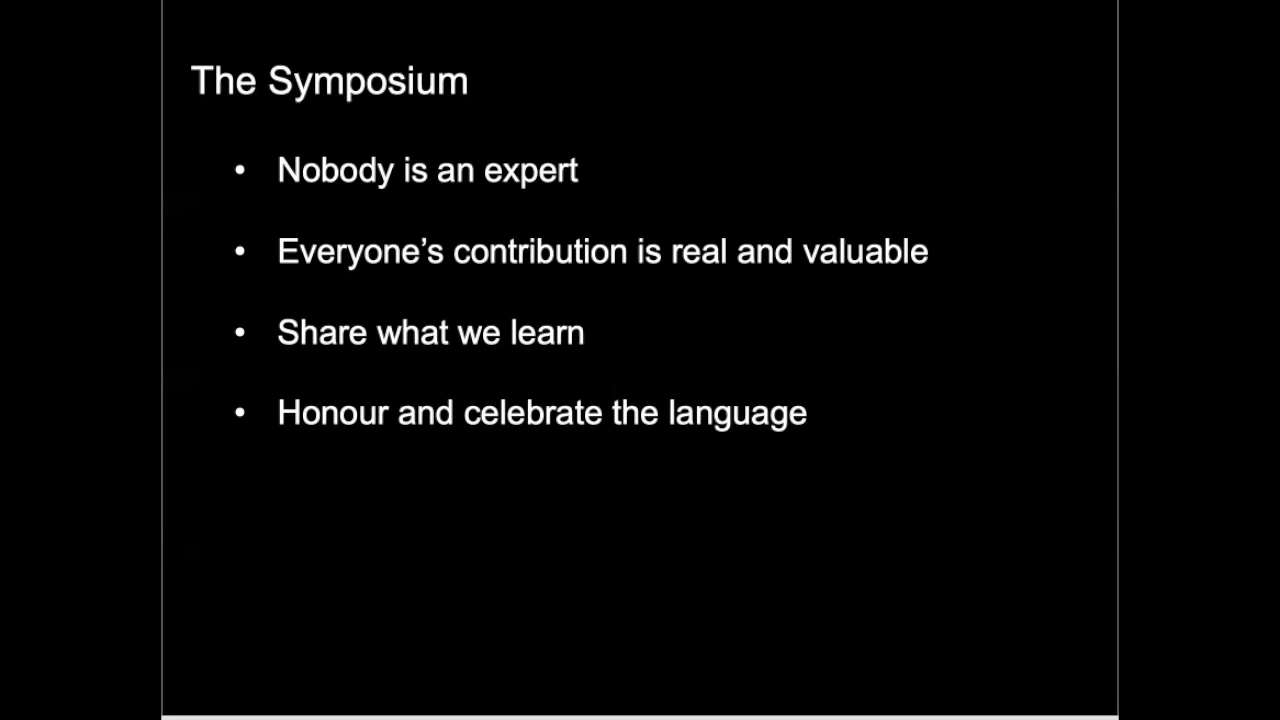 The Symposium
• Nobody is an expert
• Everyone’s contribution is real and valuable
• Share what we learn
• Honour and celebrate the language